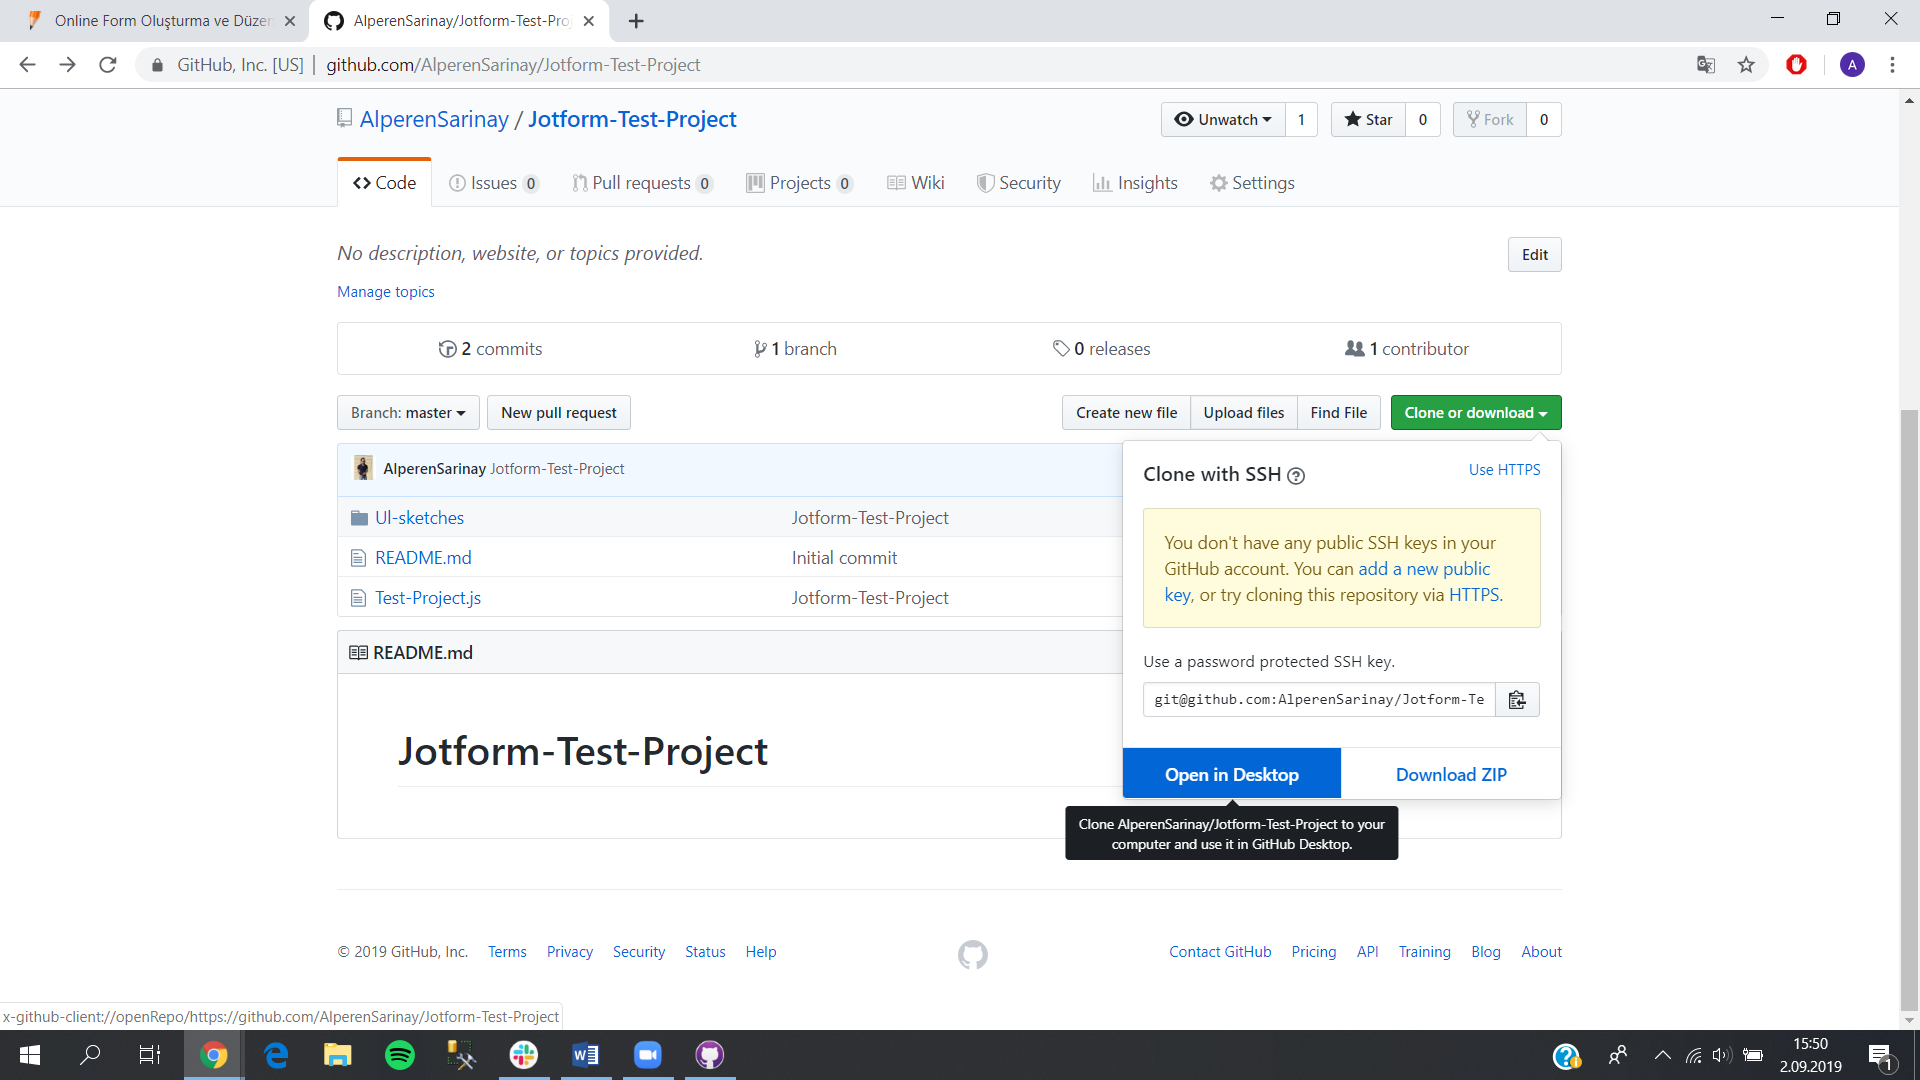 Online Form Oluşturma ve Düzen
AlperenSarinay/Jotform-Test-Pro
GitHub, Inc. [US] | github.com/AlperenSarinay/Jotform-Test-Project
A
AlperenSarinay / Jotform-Test-Project
Unwatch 1
Star 0
Fork 0
Code
Issues 0
Pull requests 0
Projects 0
Wiki
Security
Insights
Settings
No description, website, or topics provided.
Edit
Manage topics
2 commits
1 branch
0 releases
1 contributor
Branch: master
New pull request
Create new file
Upload files
Find File
Clone or download
AlperenSarinay Jotform-Test-Project
UI-sketches Jotform-Test-Project
README.md Initial commit
Test-Project.js Jotform-Test-Project
README.md
Jotform-Test-Project
Clone with SSH
Use HTTPS
You don't have any public SSH keys in your
GitHub account. You can add a new public
key, or try cloning this repository via HTTPS.
Use a password protected SSH key.
git@github.com:AlperenSarinay/Jotform-Te
Open in Desktop
Download ZIP
Clone AlperenSarinay/Jotform-Test-Project to your
computer and use it in GitHub Desktop.
© 2019 GitHub, Inc. Terms Privacy Security Status Help
Contact GitHub Pricing API Training Blog About
x-github-client://openRepo/https://github.com/AlperenSarinay/Jotform-Test-Project
15:50
2.09.2019
1